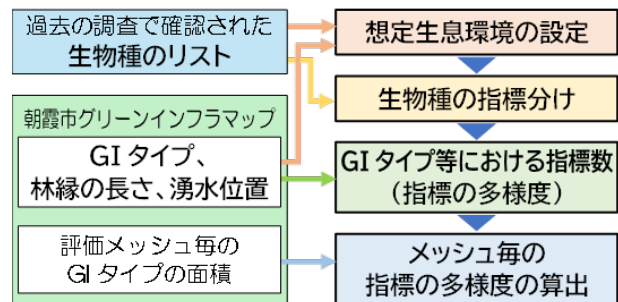 過去の調査で確認された
生物種のリスト
朝霞市グリーンインフラマップ
GIタイプ、
林縁の長さ、湧水位置
評価メッシュ毎の
GIタイプの面積
想定生息環境の設定
生物種の指標分け
GIタイプ等における指標数
(指標の多様度)
メッシュ毎の
指標の多様度の算出